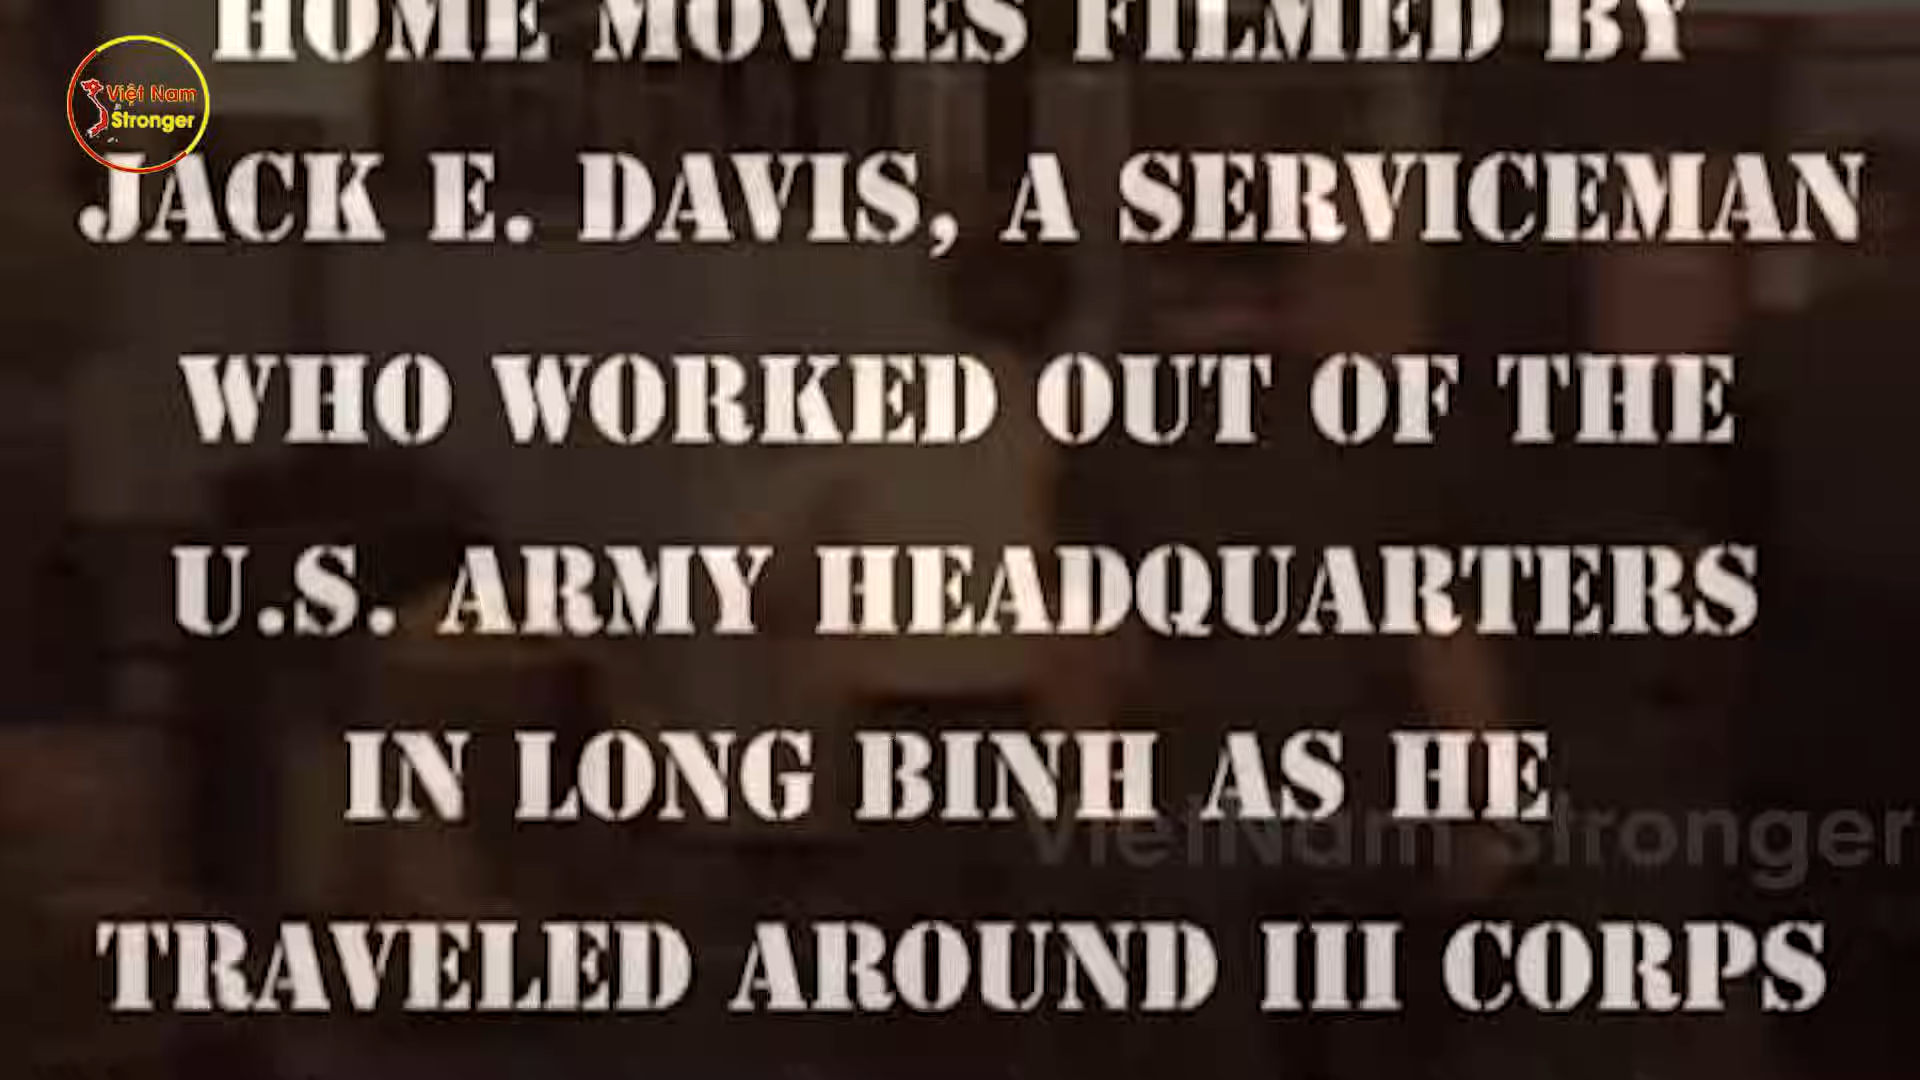 HOME MOVIES FILMED BY
Việt Nam
Stronger
JACK E. DAVIS, A SERVICEMAN
WHO WORKED OUT OF THE
U.S. ARMY HEADQUARTERS
IN LONG BINH AS HE
VietNam Stronger
TRAVELED AROUND III CORPS